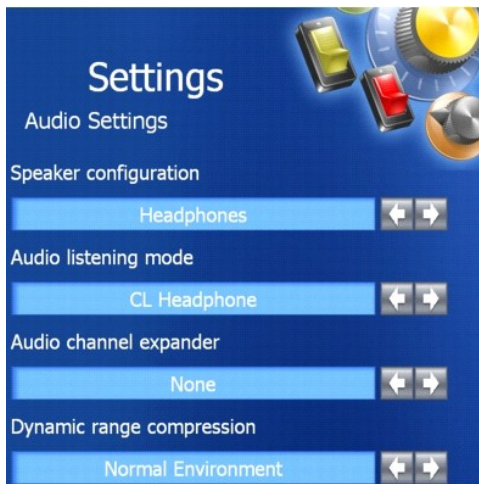 Settings
Audio Settings
Speaker configuration
Headphones
Audio listening mode
CL Headphone
Audio channel expander
None
Dynamic range compression
Normal Environment